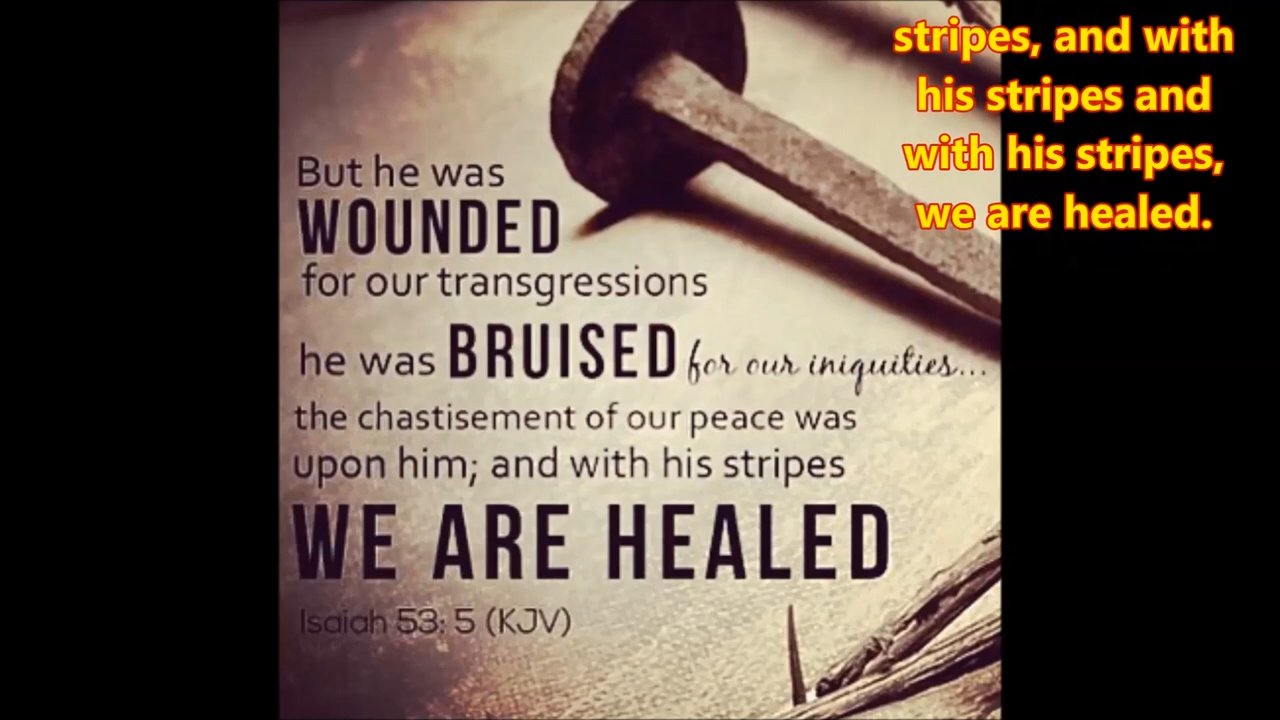 But he was
WOUNDED
for our transgressions
he was BRUISED for our iniquities...
the chastisement of our peace was
upon him; and with his stripes
WE ARE HEALED
Isaiah 53: 5 (KJV)
stripes, and with
his stripes and
with his stripes,
we are healed.